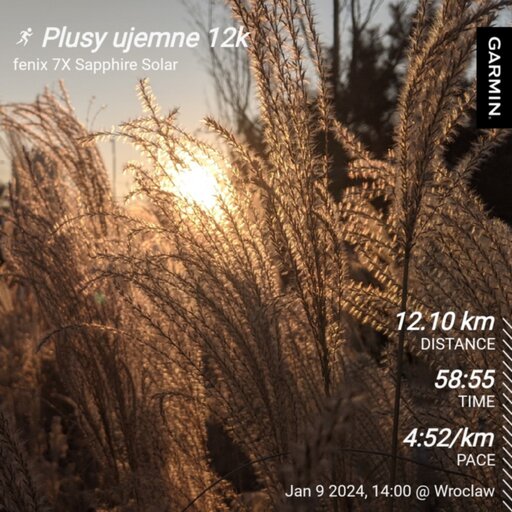 Plusy ujemne 12k
fenix 7X Sapphire Solar
GARMIN.
12.10 km
DISTANCE
58:55
TIME
4:52/km
PACE
Jan 9 2024, 14:00 @ Wroclaw